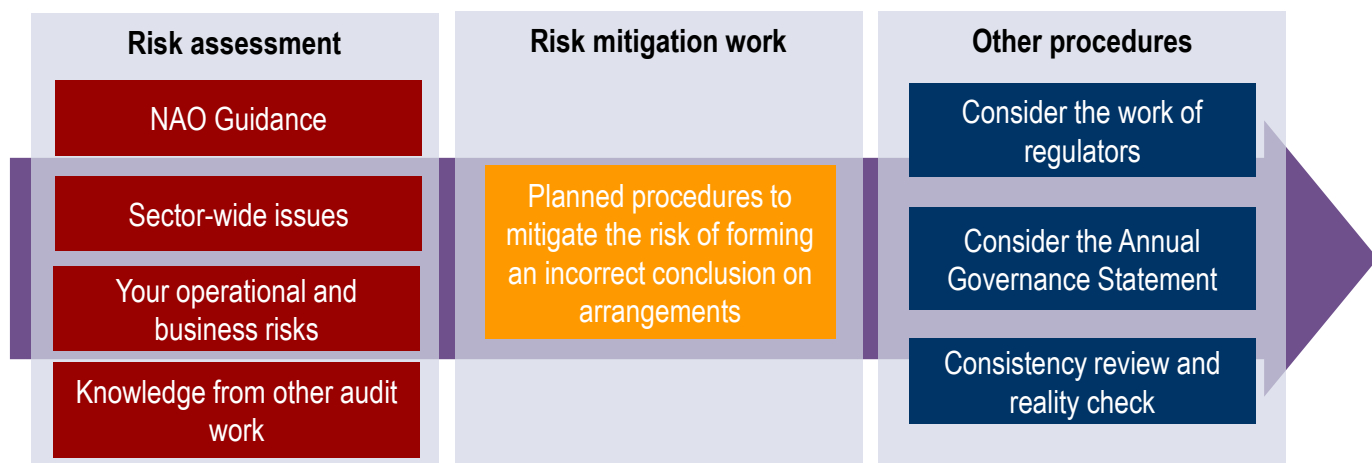 Risk assessment
NAO Guidance
Sector-wide issues
Your operational and
business risks
Knowledge from other audit
work
Risk mitigation work
Planned procedures to
mitigate the risk of forming
an incorrect conclusion on
arrangements
Other procedures
Consider the work of
regulators
Consider the Annual
Governance Statement
Consistency review and
reality check